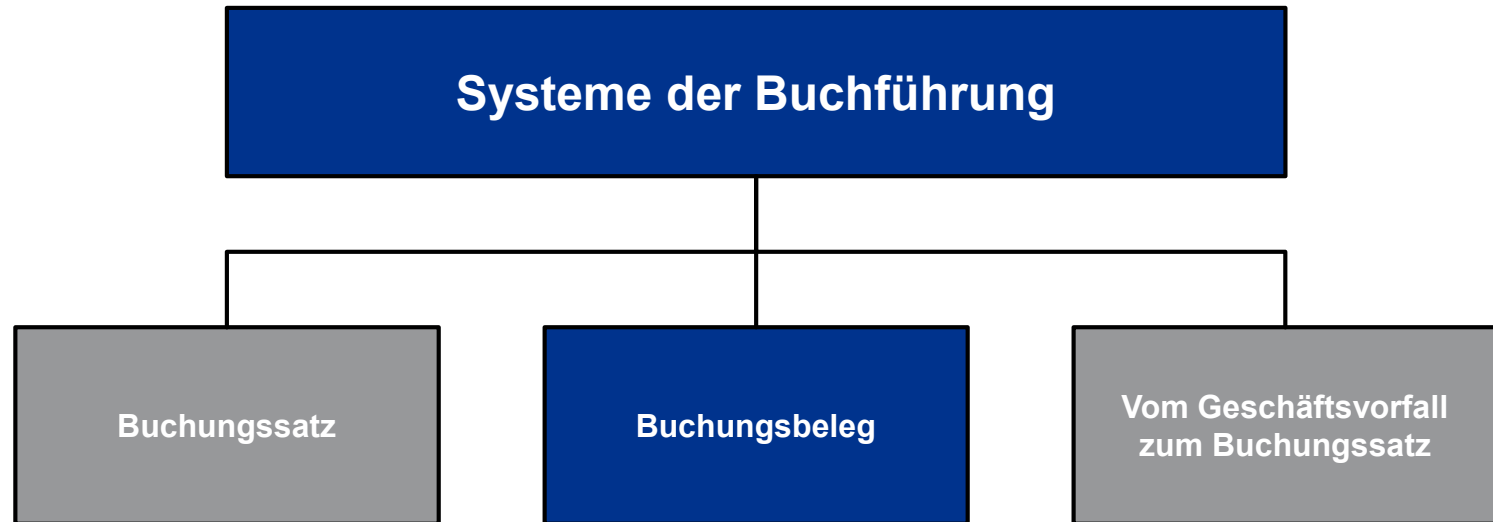 Systeme der Buchführung
Buchungssatz
Buchungsbeleg
Vom Geschäftsvorfall
zum Buchungssatz